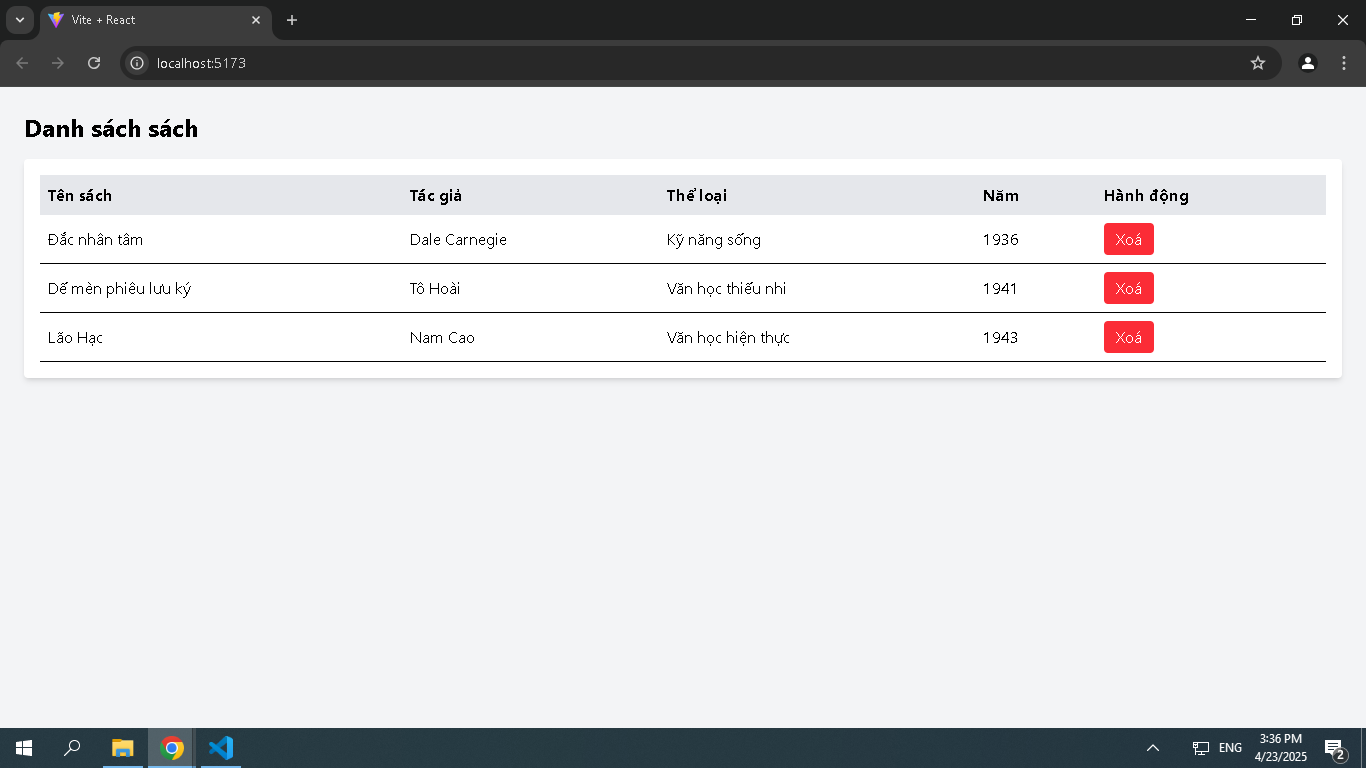 Vite + React
localhost:5173
Danh sách sách
Tên sách Tác giả Thể loại Năm Hành động
Đắc nhân tâm Dale Carnegie Kỹ năng sống 1936 Xoá
Dế mèn phiêu lưu ký Tô Hoài Văn học thiếu nhi 1941 Xoá
Lão Hạc Nam Cao Văn học hiện thực 1943 Xoá
ENG
3:36 PM
4/23/2025
2